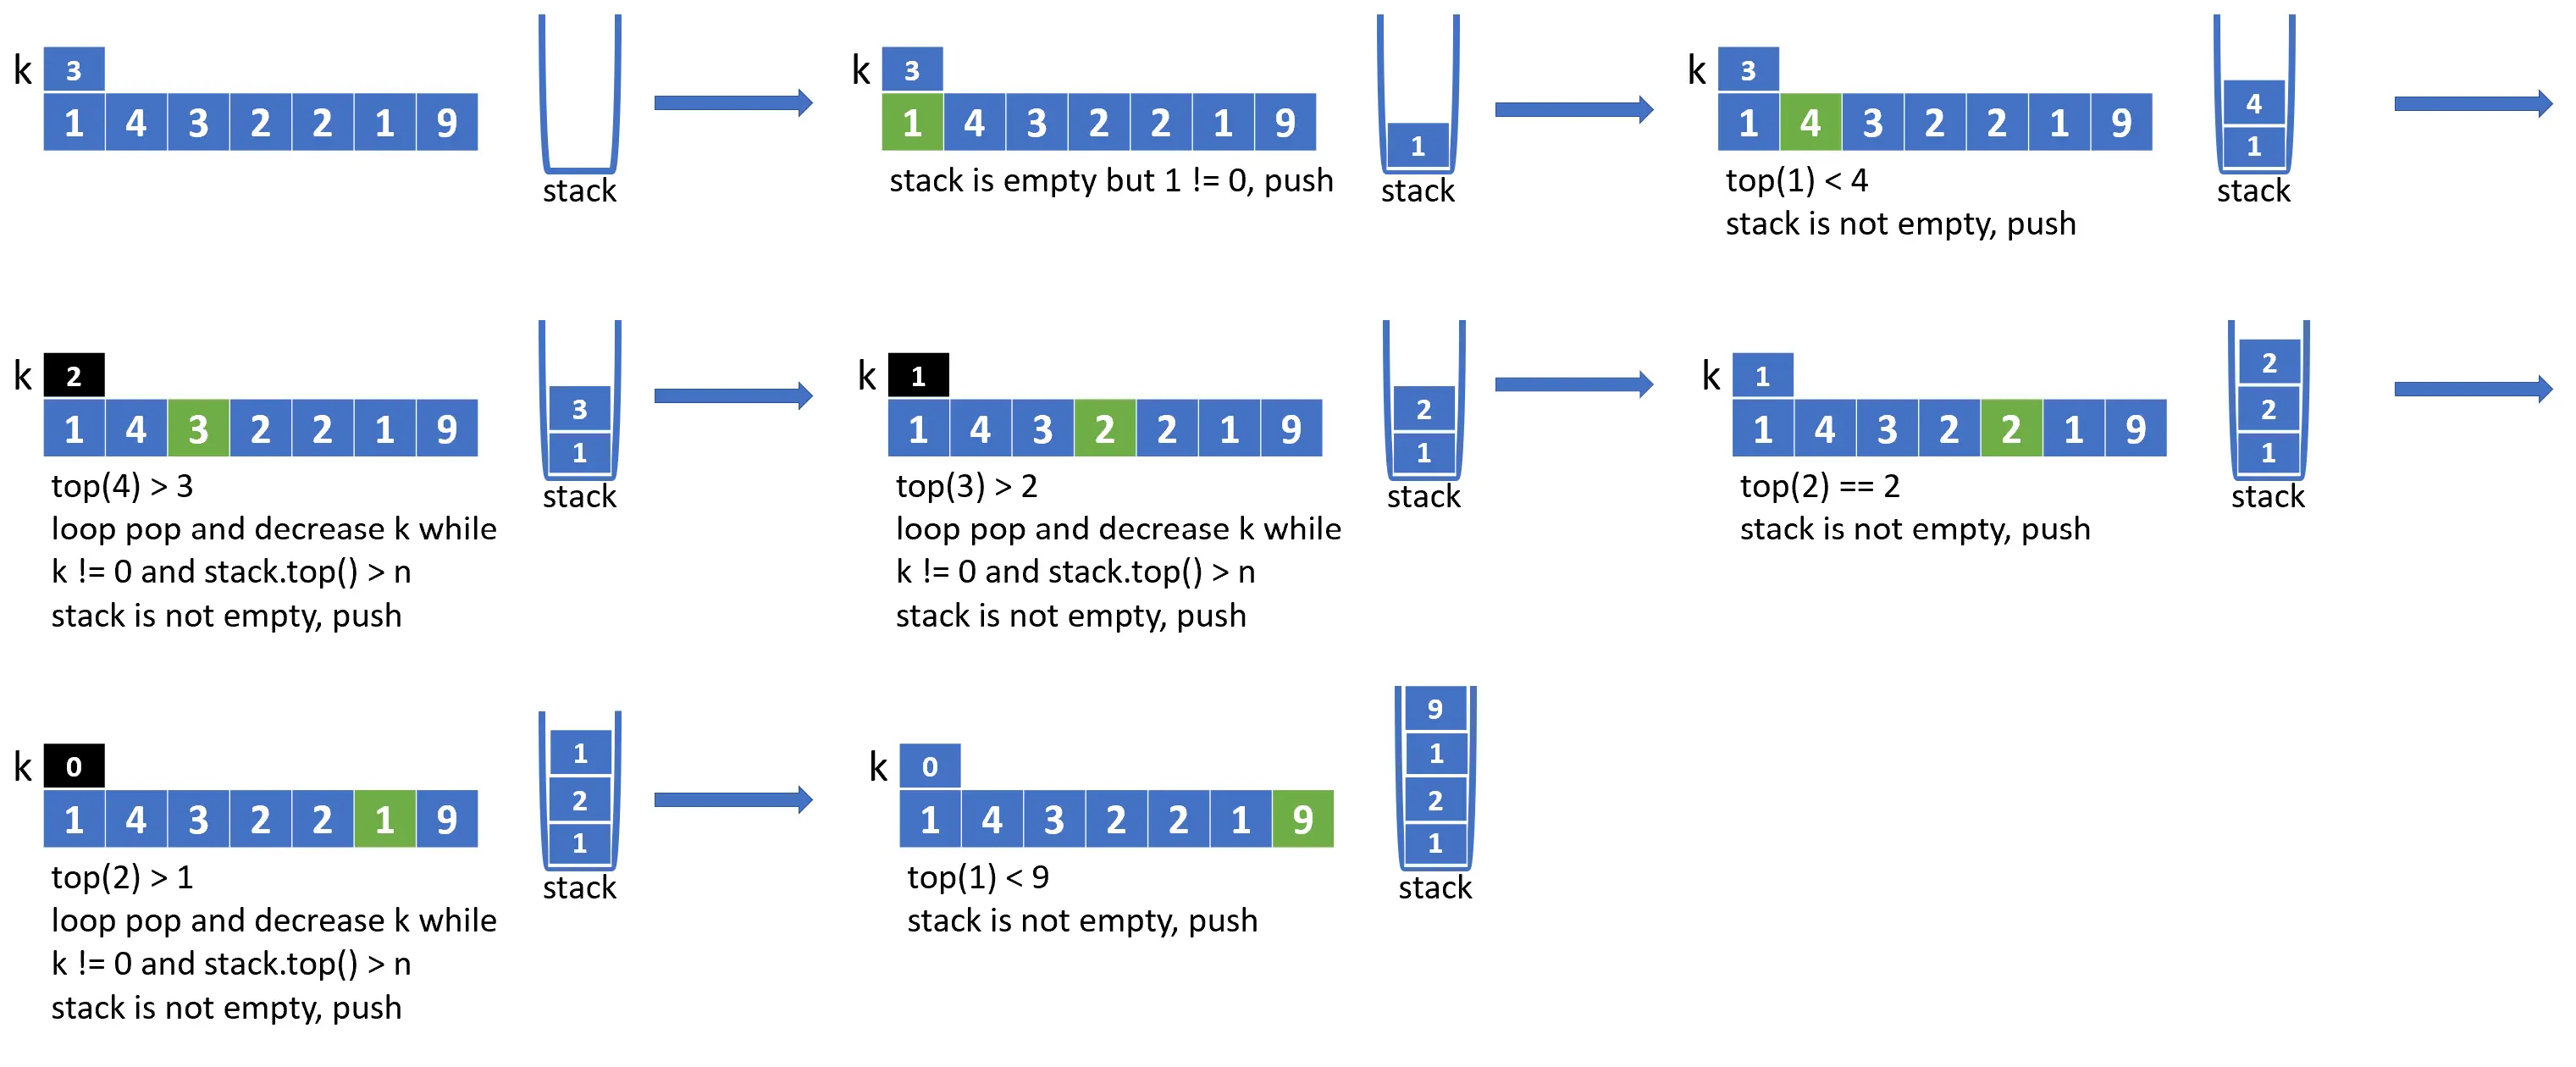 k 3
1 4 3 2 2 1 9
stack
k 3
1 4 3 2 2 1 9
stack is empty but 1 != 0, push
1
stack
k 3
1 4 3 2 2 1 9
top(1) < 4
stack is not empty, push
4
1
stack
k 2
1 4 3 2 2 1 9
top(4) > 3
loop pop and decrease k while
k != 0 and stack.top() > n
stack is not empty, push
3
1
stack
k 1
1 4 3 2 2 1 9
top(3) > 2
loop pop and decrease k while
k != 0 and stack.top() > n
stack is not empty, push
2
1
stack
k 1
1 4 3 2 2 1 9
top(2) == 2
stack is not empty, push
2
2
1
stack
k 0
1 4 3 2 2 1 9
top(2) > 1
loop pop and decrease k while
k != 0 and stack.top() > n
stack is not empty, push
1
2
1
stack
k 0
1 4 3 2 2 1 9
top(1) < 9
stack is not empty, push
9
1
2
1
stack